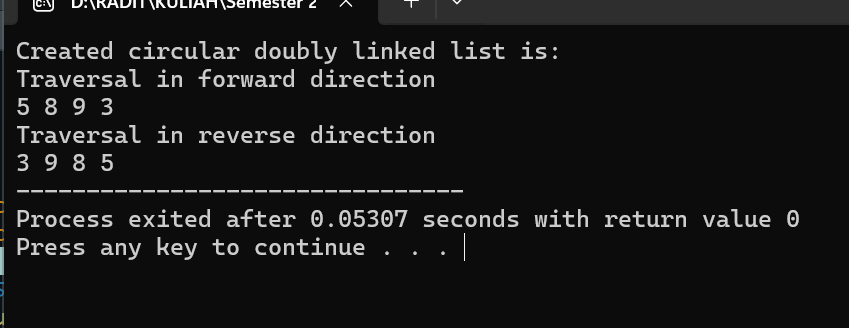 D:\RADIT\KULIAH\Semester 2
Created circular doubly linked list is:
Traversal in forward direction
5 8 9 3
Traversal in reverse direction
3 9 8 5
--------------------------------
Process exited after 0.05307 seconds with return value 0
Press any key to continue . . .